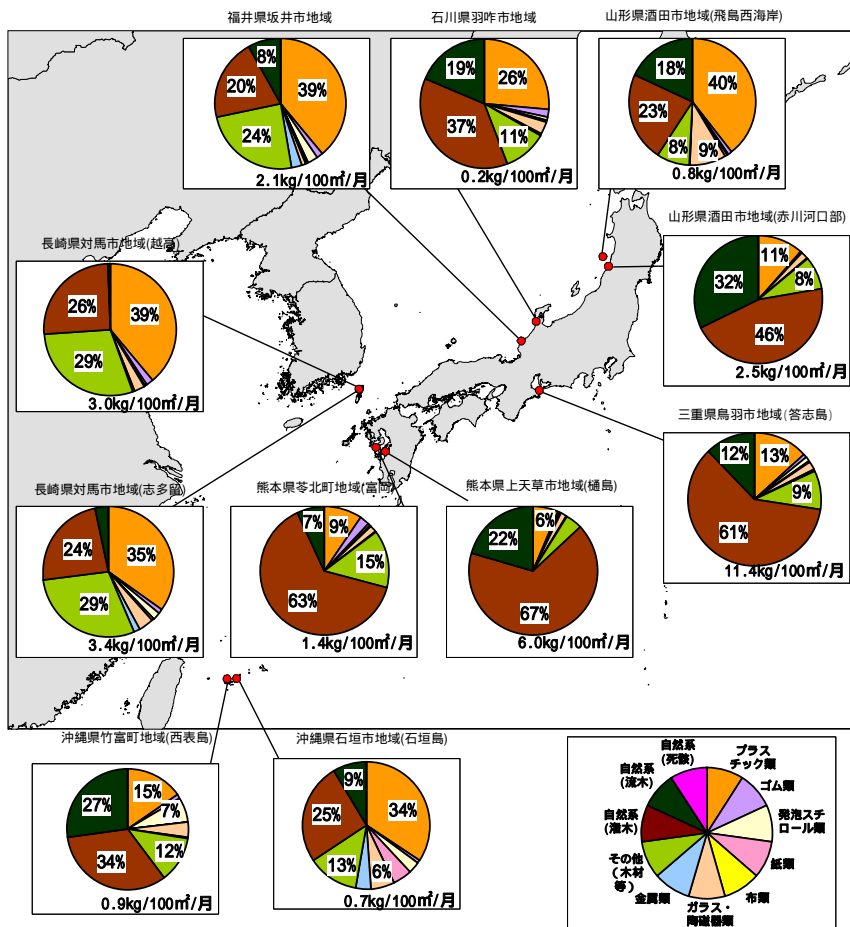 福井県坂井市地域
8%
20%
39%
24%
2.1kg/100㎡/月
石川県羽咋市地域
19%
26%
37%
11%
0.2kg/100㎡/月
山形県酒田市地域(飛島西海岸)
18%
40%
23%
8%
9%
0.8kg/100㎡/月
山形県酒田市地域(赤川河口部)
11%
32%
8%
46%
2.5kg/100㎡/月
長崎県対馬市地域(越高)
26%
39%
29%
3.0kg/100㎡/月
三重県鳥羽市地域(答志島)
12%
13%
9%
61%
11.4kg/100㎡/月
長崎県対馬市地域(志多留)
24%
35%
29%
3.4kg/100㎡/月
熊本県苓北町地域(富岡)
7%
9%
15%
63%
1.4kg/100㎡/月
熊本県上天草市地域(樋島)
6%
22%
67%
6.0kg/100㎡/月
沖縄県竹富町地域(西表島)
15%
27%
7%
12%
34%
0.9kg/100㎡/月
沖縄県石垣市地域(石垣島)
9%
34%
25%
13%
6%
0.7kg/100㎡/月
自然系
(死骸)
プラス
チック類
自然系
(流木)
ゴム類
自然系
(潅木)
発泡スチ
ロール類
その他
(木材
等)
紙類
金属類
布類
ガラス・
陶磁器類